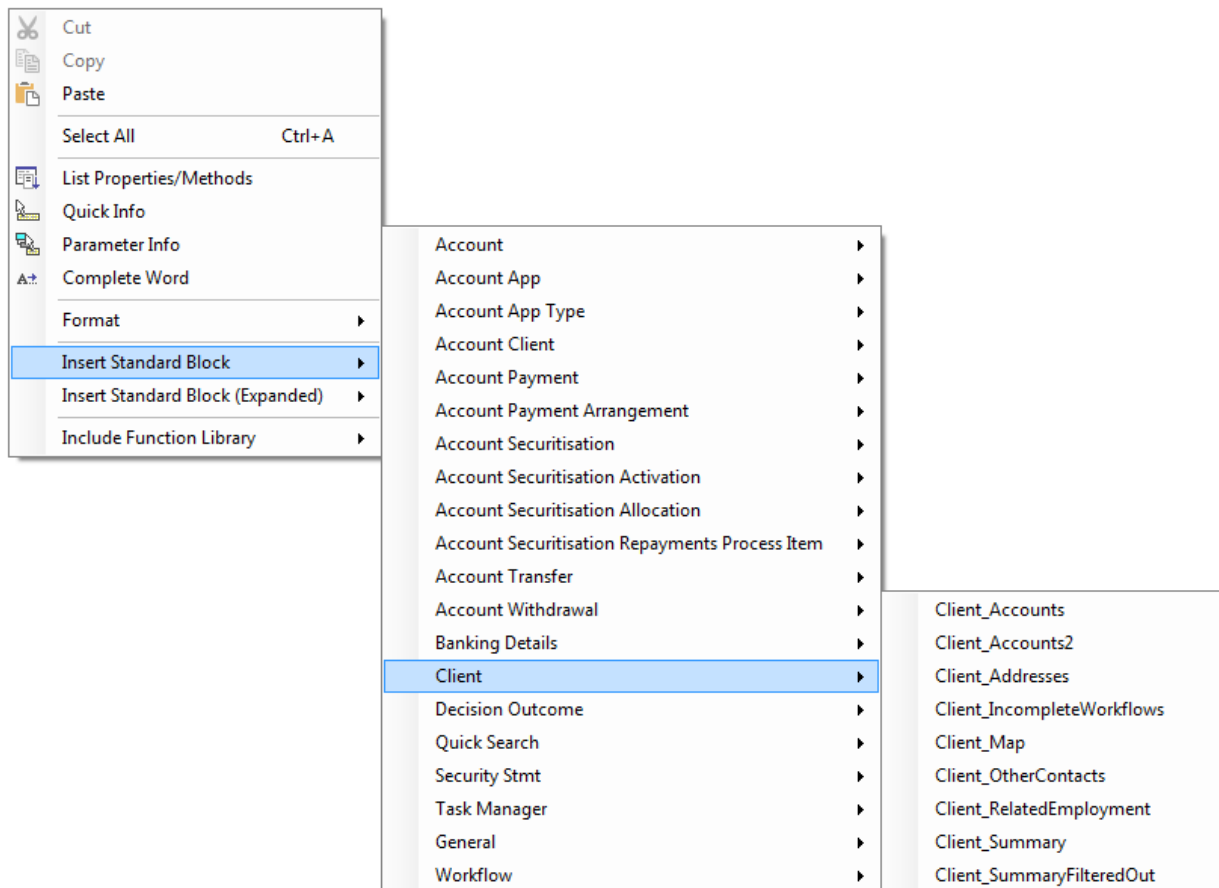 Cut
Copy
Paste
Select All Ctrl+A
List Properties/Methods
Quick Info
Parameter Info
Complete Word
Format
Insert Standard Block
Insert Standard Block (Expanded)
Include Function Library
Account
Account App
Account App Type
Account Client
Account Payment
Account Payment Arrangement
Account Securitisation
Account Securitisation Activation
Account Securitisation Allocation
Account Securitisation Repayments Process Item
Account Transfer
Account Withdrawal
Banking Details
Client
Decision Outcome
Quick Search
Security Stmt
Task Manager
General
Workflow
Client_Accounts
Client_Accounts2
Client_Addresses
Client_IncompleteWorkflows
Client_Map
Client_OtherContacts
Client_RelatedEmployment
Client_Summary
Client_SummaryFilteredOut